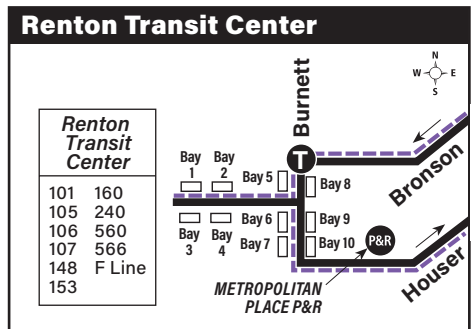 Renton Transit Center
N
W E
S
Burnett
Renton
Transit
Center
101 160
105 240
106 560
107 566
148 F Line
153
Bay
1
Bay
2
Bay 5
T
Bay 8
Bronson
Bay
3
Bay
4
Bay 6
Bay 7
Bay 9
Bay 10
P&R
Houser
METROPOLITAN
PLACE P&R